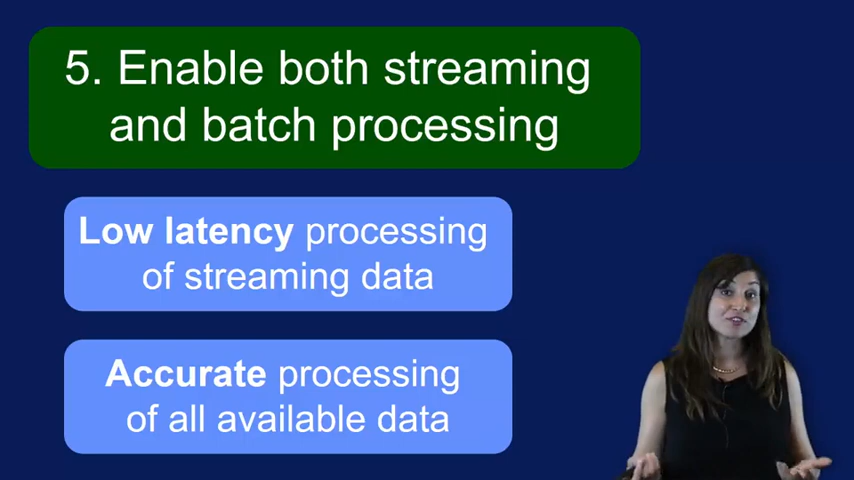 5. Enable both streaming
and batch processing
Low latency processing
of streaming data
Accurate processing
of all available data